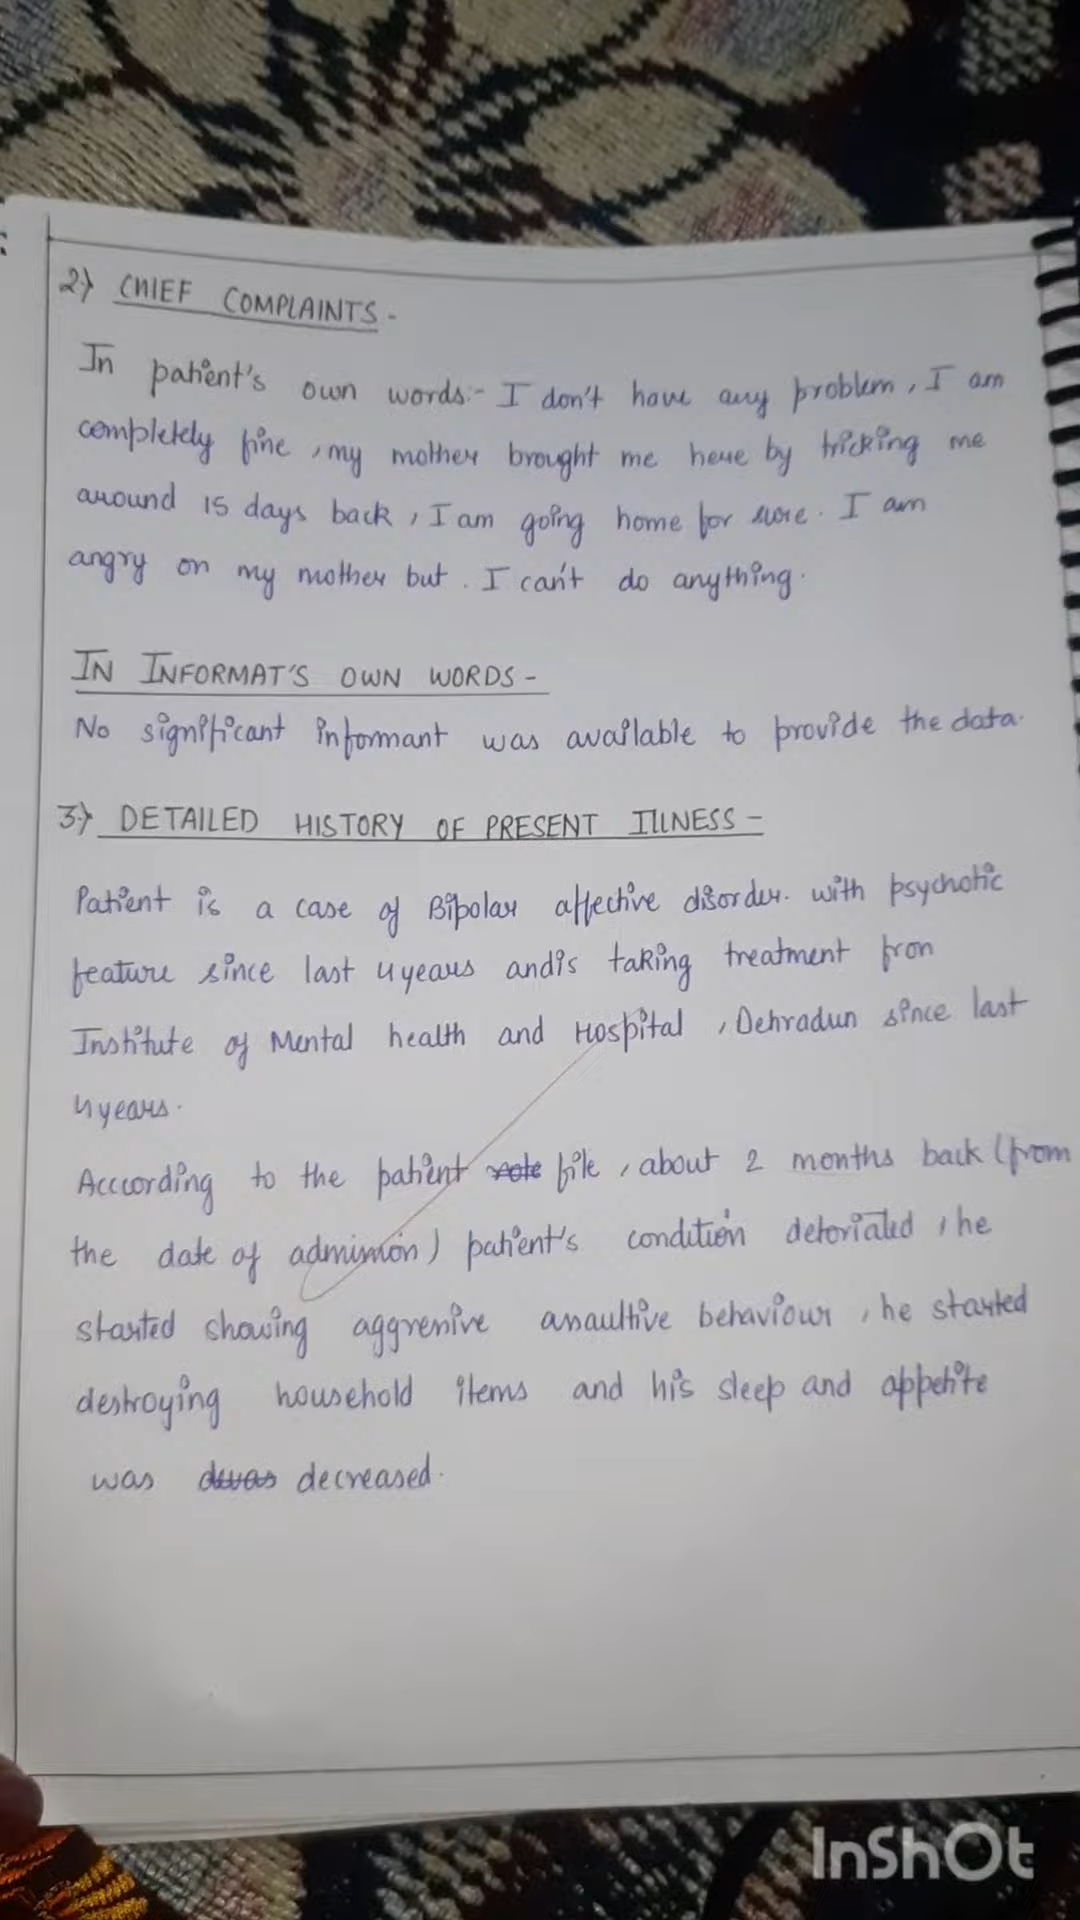 2) CHIEF COMPLAINTS -
In patient's own words:- I don't have any problem, I am
completely fine, my mother brought me here by tricking me
around 15 days back, I am going home for sure. I am
angry on my mother but. I can't do anything.
IN INFORMAT'S OWN WORDS -
No significant informant was available to provide the data.
3) DETAILED HISTORY OF PRESENT ILLNESS -
Patient is a case of Bipolar affective disorder. with psychotic
feature since last 4 years and is taking treatment fron
Institute of Mental health and Hospital, Dehradun since last
4 years.
Acccording to the patient file, about 2 months back (from
the date of admission) patient's condition detoriated, he
started showing aggressive assaultive behaviour, he started
destroying household items and his sleep and appetite
was decreased.
InShOt